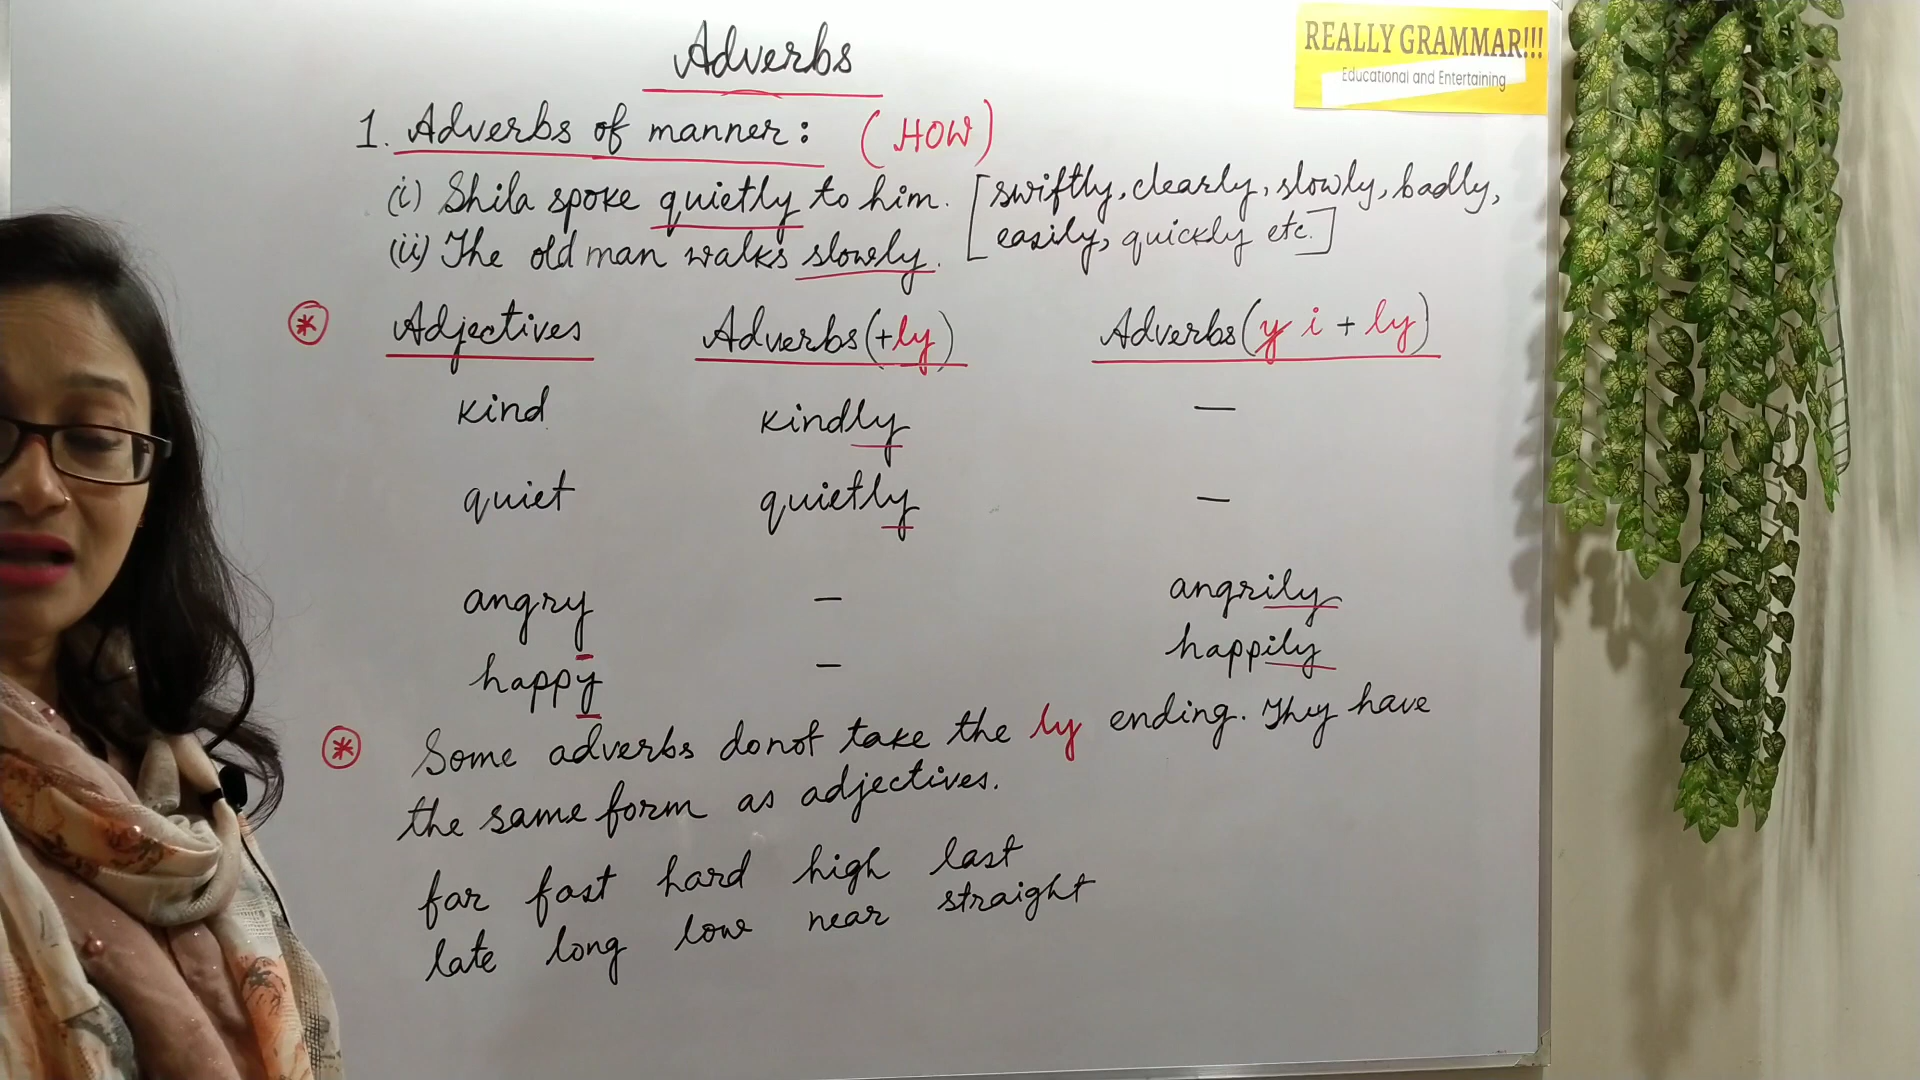 Adverbs
REALLY GRAMMAR!!!
Educational and Entertaining
1. Adverbs of manner: (HOW)
(i) Shila spoke quietly to him. [swiftly, clearly, slowly, badly,
(ii) The old man walks slowly. easily, quickly etc.]
* Adjectives Adverbs (+ly) Adverbs (y i + ly)
kind kindly —
quiet quietly —
angry — angrily
happy — happily
* Some adverbs donot take the ly ending. They have
the same form as adjectives.
far fast hard high last
late long low near straight